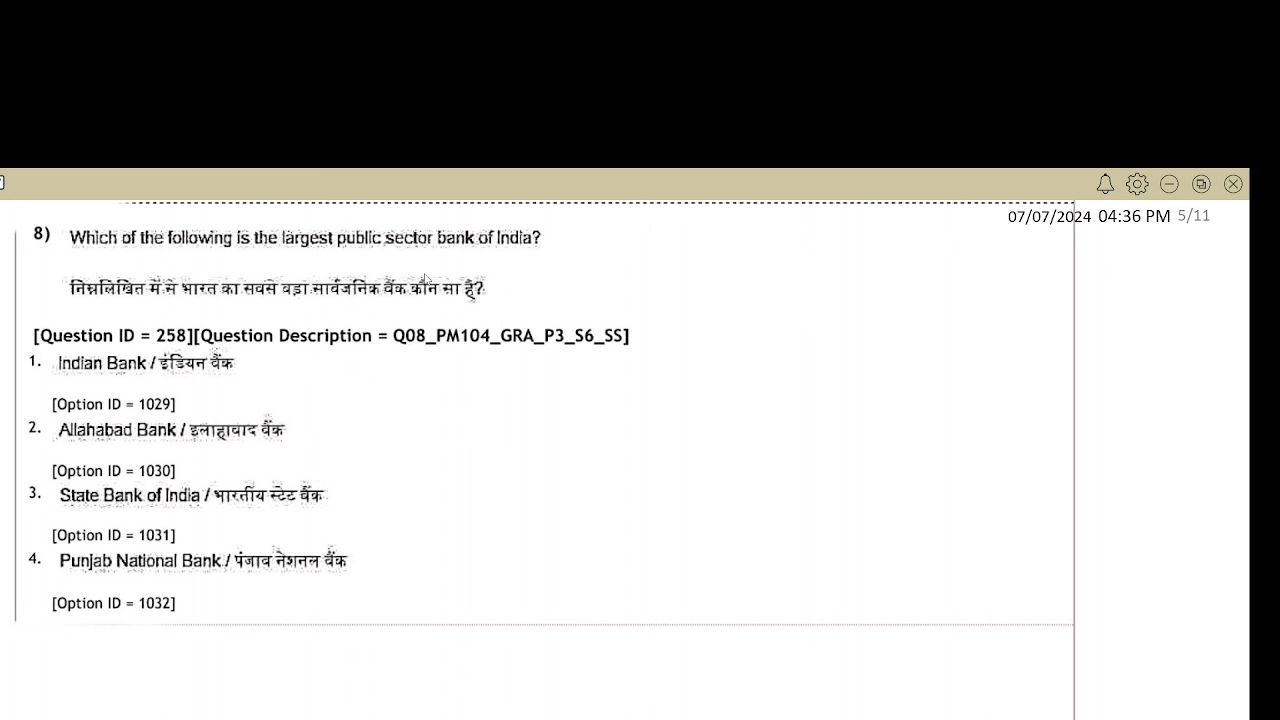 07/07/2024 04:36 PM 5/11
8) Which of the following is the largest public sector bank of India?
निम्नलिखित में से भारत का सबसे बड़ा सार्वजनिक बैंक कौन सा है?
[Question ID = 258][Question Description = Q08_PM104_GRA_P3_S6_SS]
1. Indian Bank / इंडियन बैंक
[Option ID = 1029]
2. Allahabad Bank / इलाहाबाद बैंक
[Option ID = 1030]
3. State Bank of India / भारतीय स्टेट बैंक
[Option ID = 1031]
4. Punjab National Bank / पंजाब नेशनल बैंक
[Option ID = 1032]